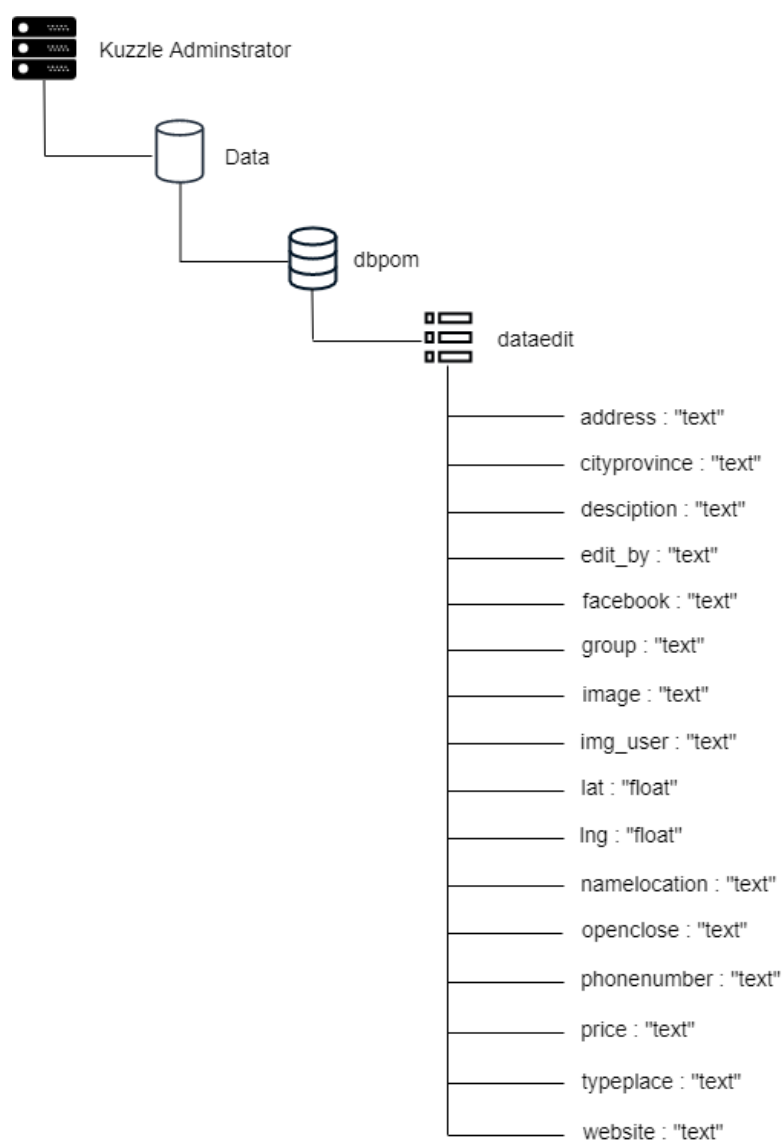 Kuzzle Adminstrator
Data
dbpom
dataedit
address : "text"
cityprovince : "text"
desciption : "text"
edit_by : "text"
facebook : "text"
group : "text"
image : "text"
img_user : "text"
lat : "float"
lng : "float"
namelocation : "text"
openclose : "text"
phonenumber : "text"
price : "text"
typeplace : "text"
website : "text"